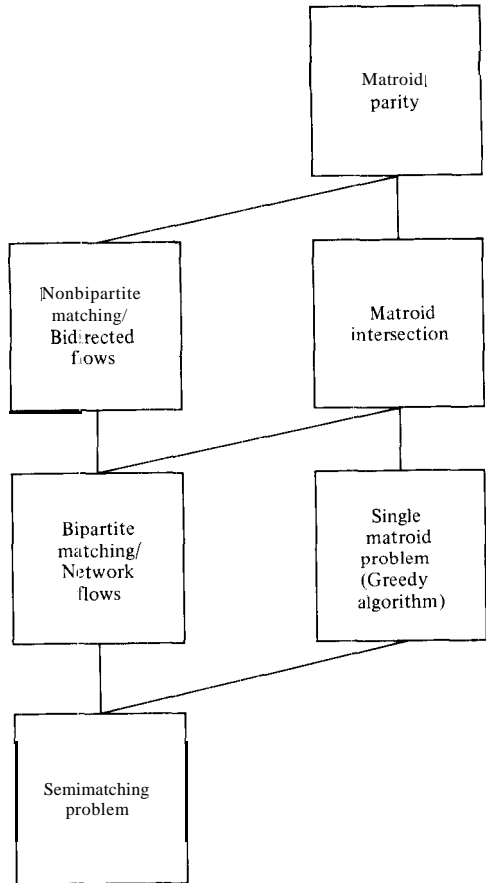 Matroid
parity
Nonbipartite
matching/
Bidirected
flows
Matroid
intersection
Bipartite
matching/
Network
flows
Single
matroid
problem
(Greedy
algorithm)
Semimatching
problem